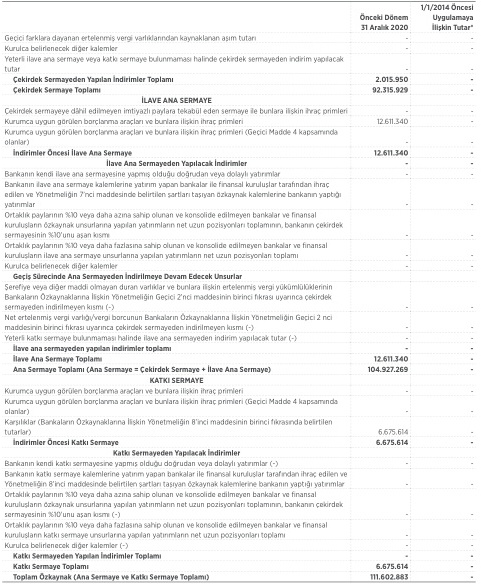 1/1/2014 Öncesi
Önceki Dönem Uygulamaya
31 Aralık 2020 İlişkin Tutar*
Geçici farklara dayanan ertelenmiş vergi varlıklarından kaynaklanan aşım tutarı - -
Kurulca belirlenecek diğer kalemler - -
Yeterli ilave ana sermaye veya katkı sermaye bulunmaması halinde çekirdek sermayeden indirim yapılacak
tutar - -
Çekirdek Sermayeden Yapılan İndirimler Toplamı 2.015.950 -
Çekirdek Sermaye Toplamı 92.315.929 -
İLAVE ANA SERMAYE
Çekirdek sermayeye dâhil edilmeyen imtiyazlı paylara tekabül eden sermaye ile bunlara ilişkin ihraç primleri - -
Kurumca uygun görülen borçlanma araçları ve bunlara ilişkin ihraç primleri 12.611.340 -
Kurumca uygun görülen borçlanma araçları ve bunlara ilişkin ihraç primleri (Geçici Madde 4 kapsamında
olanlar) - -
İndirimler Öncesi İlave Ana Sermaye 12.611.340 -
İlave Ana Sermayeden Yapılacak İndirimler - -
Bankanın kendi ilave ana sermayesine yapmış olduğu doğrudan veya dolaylı yatırımlar - -
Bankanın ilave ana sermaye kalemlerine yatırım yapan bankalar ile finansal kuruluşlar tarafından ihraç
edilen ve Yönetmeliğin 7'nci maddesinde belirtilen şartları taşıyan özkaynak kalemlerine bankanın yaptığı
yatırımlar - -
Ortaklık paylarının %10 veya daha azına sahip olunan ve konsolide edilmeyen bankalar ve finansal
kuruluşların özkaynak unsurlarına yapılan yatırımların net uzun pozisyonları toplamının, bankanın çekirdek
sermayesinin %10'unu aşan kısmı - -
Ortaklık paylarının %10 veya daha fazlasına sahip olunan ve konsolide edilmeyen bankalar ve finansal
kuruluşların ilave ana sermaye unsurlarına yapılan yatırımların net uzun pozisyonları toplamı - -
Kurulca belirlenecek diğer kalemler - -
Geçiş Sürecinde Ana Sermayeden İndirilmeye Devam Edecek Unsurlar
Şerefiye veya diğer maddi olmayan duran varlıklar ve bunlara ilişkin ertelenmiş vergi yükümlülüklerinin
Bankaların Özkaynaklarına İlişkin Yönetmeliğin Geçici 2'nci maddesinin birinci fıkrası uyarınca çekirdek
sermayeden indirilmeyen kısmı (-) - -
Net ertelenmiş vergi varlığı/vergi borcunun Bankaların Özkaynaklarına İlişkin Yönetmeliğin Geçici 2 nci
maddesinin birinci fıkrası uyarınca çekirdek sermayeden indirilmeyen kısmı (-) - -
Yeterli katkı sermaye bulunmaması halinde ilave ana sermayeden indirim yapılacak tutar (-) - -
İlave ana sermayeden yapılan indirimler toplamı - -
İlave Ana Sermaye Toplamı 12.611.340 -
Ana Sermaye Toplamı (Ana Sermaye = Çekirdek Sermaye + İlave Ana Sermaye) 104.927.269 -
KATKI SERMAYE
Kurumca uygun görülen borçlanma araçları ve bunlara ilişkin ihraç primleri - -
Kurumca uygun görülen borçlanma araçları ve bunlara ilişkin ihraç primleri (Geçici Madde 4 kapsamında
olanlar) - -
Karşılıklar (Bankaların Özkaynaklarına İlişkin Yönetmeliğin 8'inci maddesinin birinci fıkrasında belirtilen
tutarlar) 6.675.614 -
İndirimler Öncesi Katkı Sermaye 6.675.614 -
Katkı Sermayeden Yapılacak İndirimler
Bankanın kendi katkı sermayesine yapmış olduğu doğrudan veya dolaylı yatırımlar (-) - -
Bankanın katkı sermaye kalemlerine yatırım yapan bankalar ile finansal kuruluşlar tarafından ihraç edilen ve
Yönetmeliğin 8'inci maddesinde belirtilen şartları taşıyan özkaynak kalemlerine bankanın yaptığı yatırımlar - -
Ortaklık paylarının %10 veya daha azına sahip olunan ve konsolide edilmeyen bankalar ve finansal
kuruluşların özkaynak unsurlarına yapılan yatırımların net uzun pozisyonları toplamının, bankanın çekirdek
sermayesinin %10'unu aşan kısmı (-) - -
Ortaklık paylarının %10 veya daha fazlasına sahip olunan ve konsolide edilmeyen bankalar ve finansal
kuruluşların katkı sermaye unsurlarına yapılan yatırımların net uzun pozisyonları toplamı - -
Kurulca belirlenecek diğer kalemler (-) - -
Katkı Sermayeden Yapılan İndirimler Toplamı - -
Katkı Sermaye Toplamı 6.675.614 -
Toplam Özkaynak (Ana Sermaye ve Katkı Sermaye Toplamı) 111.602.883 -